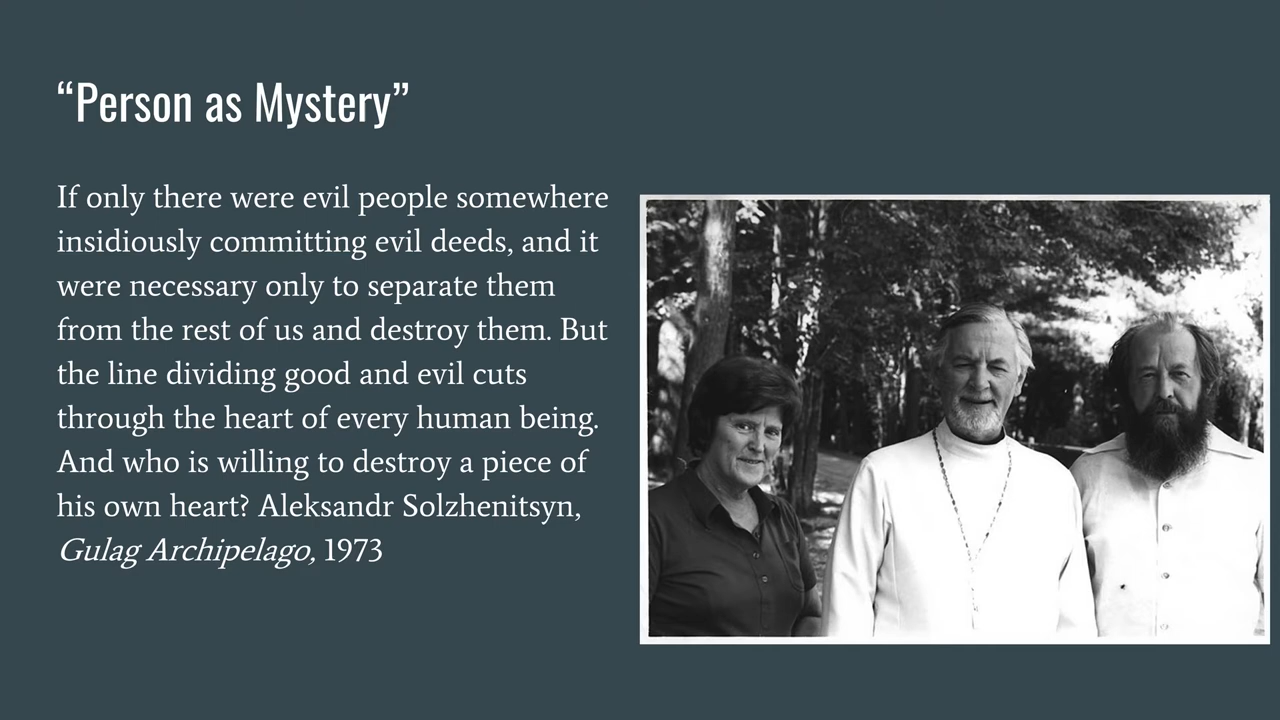 “Person as Mystery”
If only there were evil people somewhere
insidiously committing evil deeds, and it
were necessary only to separate them
from the rest of us and destroy them. But
the line dividing good and evil cuts
through the heart of every human being.
And who is willing to destroy a piece of
his own heart? Aleksandr Solzhenitsyn,
Gulag Archipelago, 1973